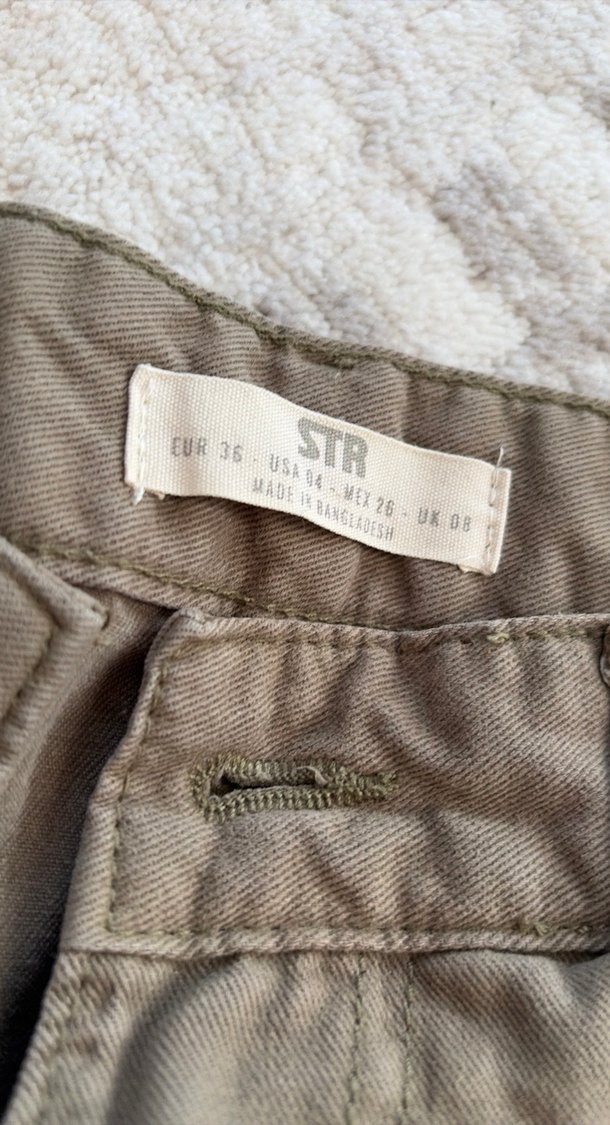 STR
EUR 36 · USA 04 · MEX 26 · UK 08
MADE IN BANGLADESH